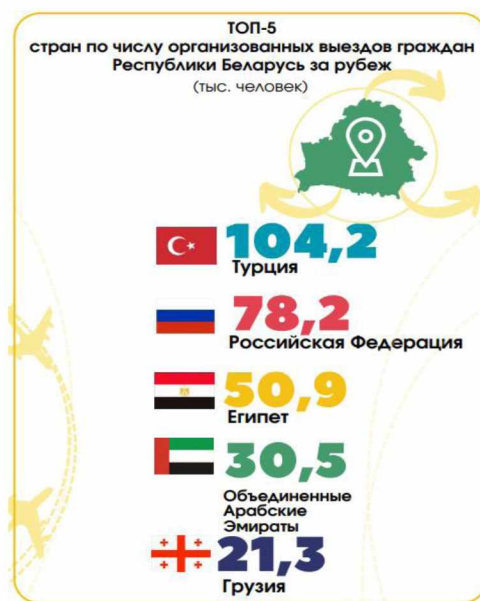 ТОП-5
стран по числу организованных выездов граждан
Республики Беларусь за рубеж
(тыс. человек)
104,2
Турция
78,2
Российская Федерация
50,9
Египет
30,5
Объединенные
Арабские
Эмираты
21,3
Грузия